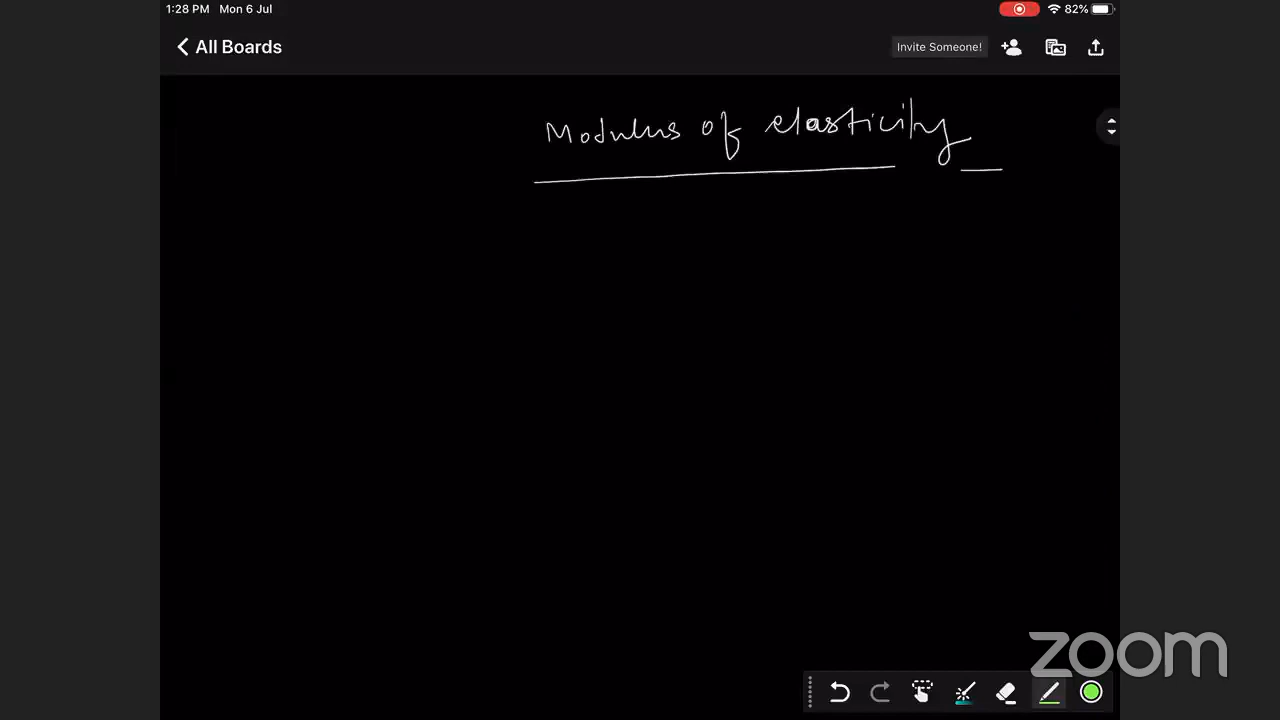 1:28 PM Mon 6 Jul 82%
All Boards
Invite Someone!
Modulus of elasticity
zoom